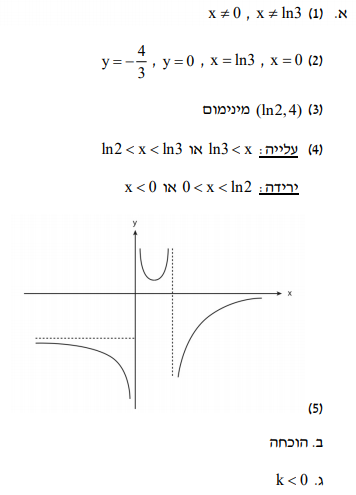 א. (1) x ≠ 0 , x ≠ ln3
(2) y = -4/3 , y = 0 , x = ln3 , x = 0
(3) (ln2, 4) מינימום
(4) עלייה: ln3 < x או ln2 < x < ln3
ירידה: 0 < x < ln2 או x < 0
y
x
(5)
ב. הוכחה
ג. k < 0